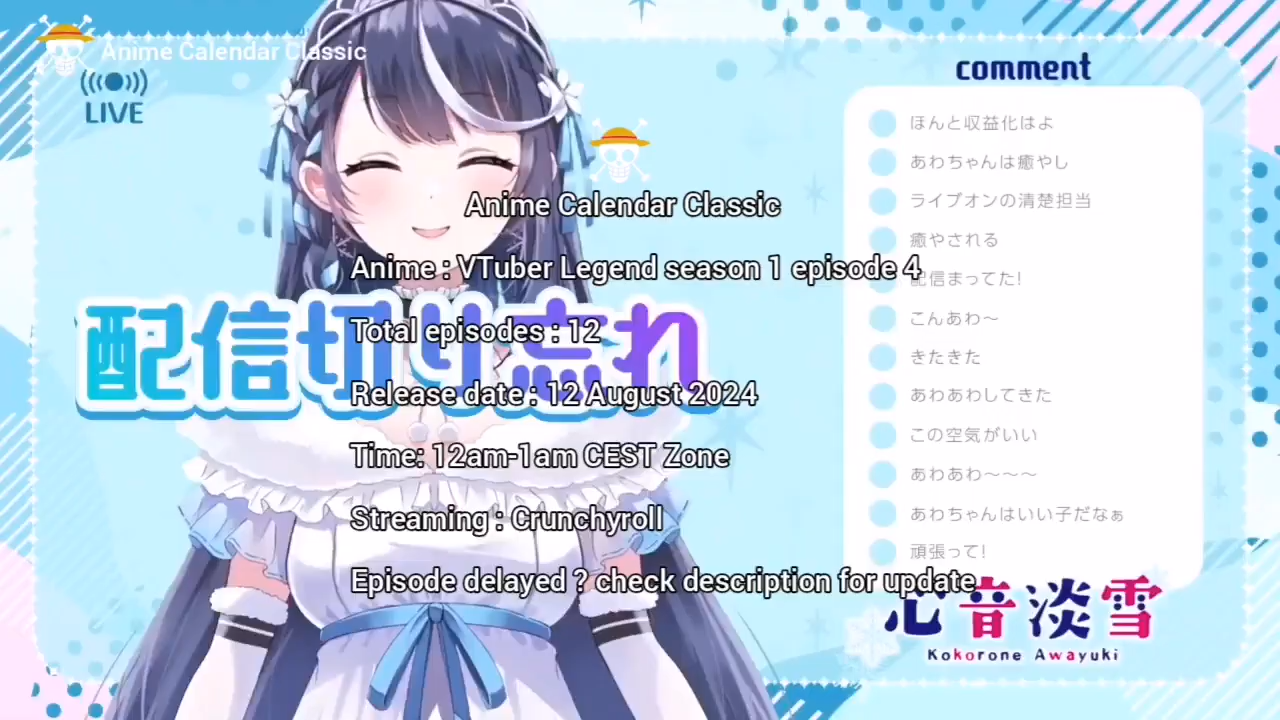 Anime Calendar Classic
LIVE
comment
ほんと収益化はよ
あわちゃんは癒やし
ライブオンの清楚担当
癒やされる
配信まってた!
こんあわ～
きたきた
あわあわしてきた
この空気がいい
あわあわ～～～
あわちゃんはいい子だなぁ
頑張って!
Anime Calendar Classic
Anime : VTuber Legend season 1 episode 4
Total episodes : 12
Release date : 12 August 2024
Time: 12am-1am CEST Zone
Streaming : Crunchyroll
Episode delayed ? check description for update
配信切り忘れ
心音淡雪
Kokorone Awayuki